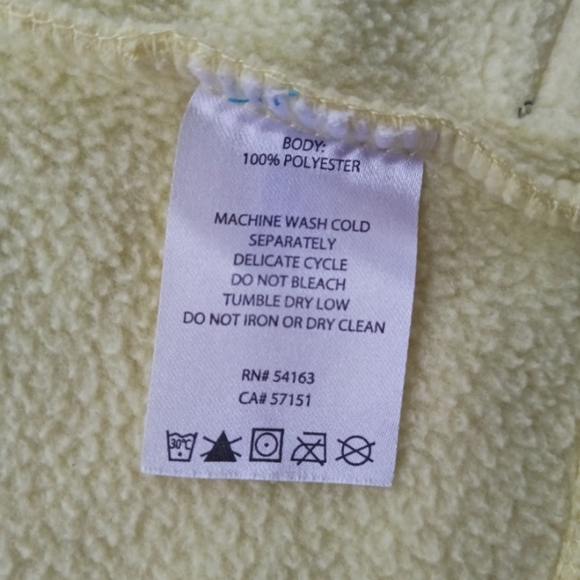 BODY:
100% POLYESTER
MACHINE WASH COLD
SEPARATELY
DELICATE CYCLE
DO NOT BLEACH
TUMBLE DRY LOW
DO NOT IRON OR DRY CLEAN
RN# 54163
CA# 57151
30°C